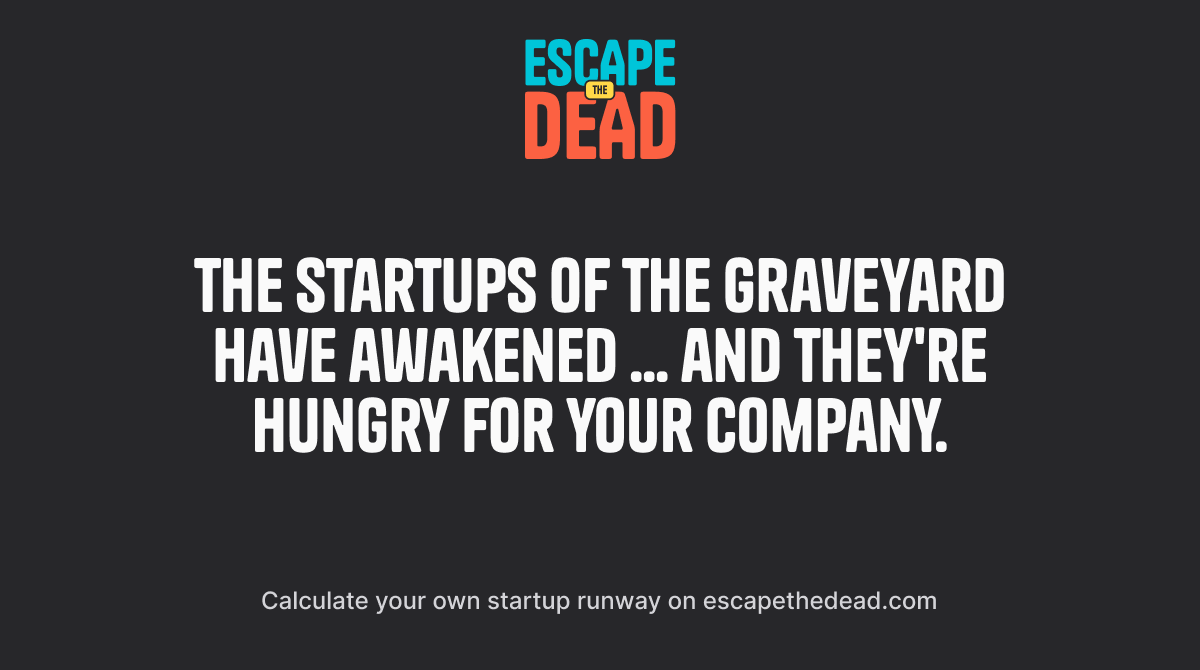 ESCAPE
THE
DEAD
THE STARTUPS OF THE GRAVEYARD
HAVE AWAKENED ... AND THEY'RE
HUNGRY FOR YOUR COMPANY.
Calculate your own startup runway on escapethedead.com